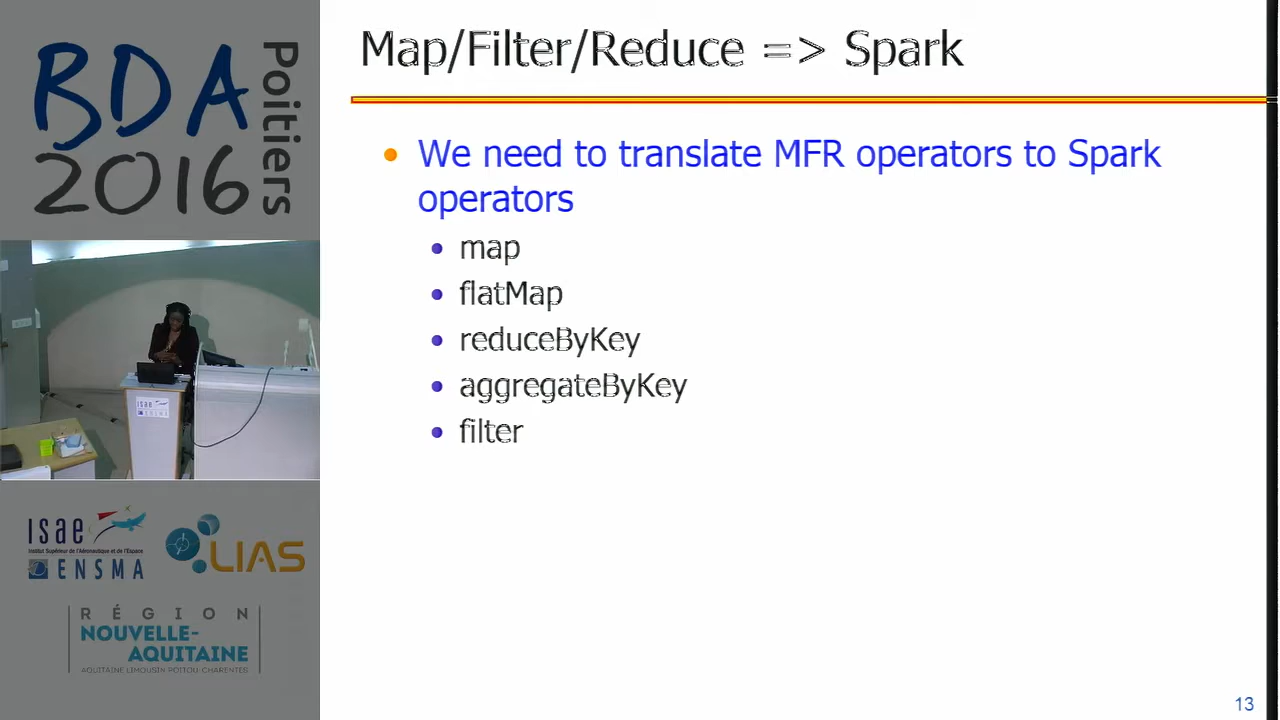 BDA
2016
Poitiers
isae
ENSMA
isae
Institut Supérieur de l'Aéronautique et de l'Espace
ENSMA
LIAS
RÉGION
NOUVELLE-
AQUITAINE
AQUITAINE LIMOUSIN POITOU-CHARENTES
Map/Filter/Reduce => Spark
We need to translate MFR operators to Spark
operators
map
flatMap
reduceByKey
aggregateByKey
filter
13